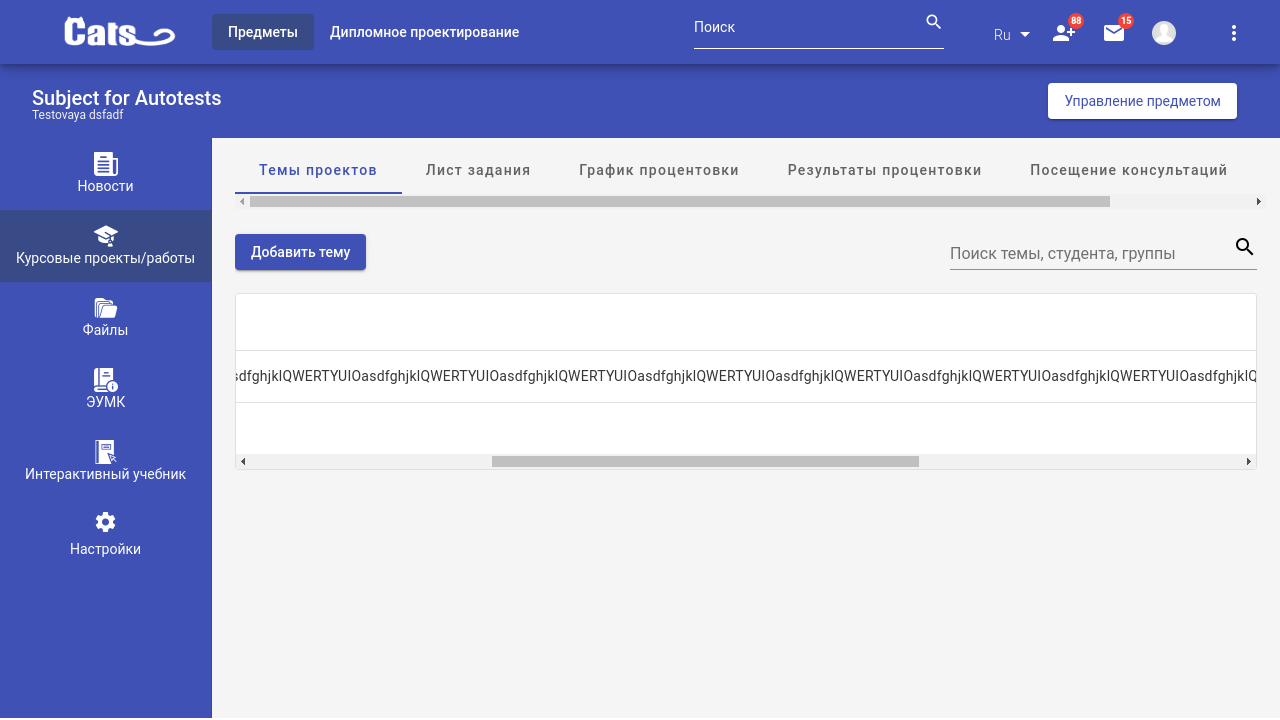 Cats
Предметы
Дипломное проектирование
Поиск
Ru
88
15
Subject for Autotests
Testovaya dsfadf
Управление предметом
Новости
Курсовые проекты/работы
Файлы
ЭУМК
Интерактивный учебник
Настройки
Темы проектов
Лист задания
График процентовки
Результаты процентовки
Посещение консультаций
Добавить тему
Поиск темы, студента, группы
sdfghjklQWERTYUIOasdfghjklQWERTYUIOasdfghjklQWERTYUIOasdfghjklQWERTYUIOasdfghjklQWERTYUIOasdfghjklQWERTYUIOasdfghjklQWERTYUIOasdfghjklQ